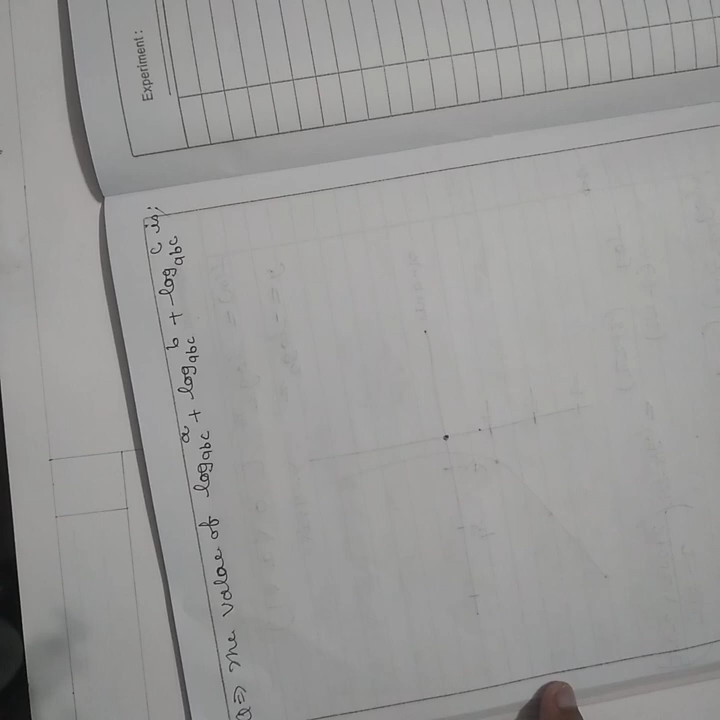 Experiment :
Q ⇒ The value of log_abc^a + log_abc^b + log_abc^c is;